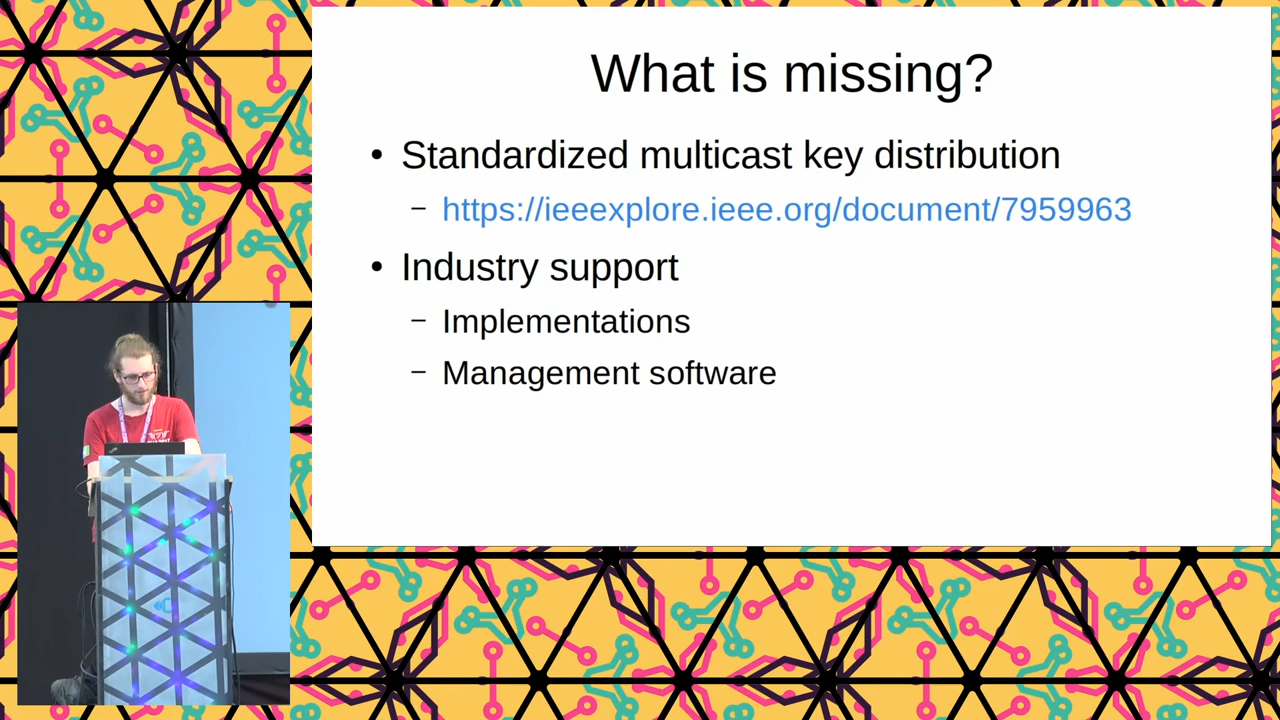 What is missing?
• Standardized multicast key distribution
– https://ieeexplore.ieee.org/document/7959963
• Industry support
– Implementations
– Management software